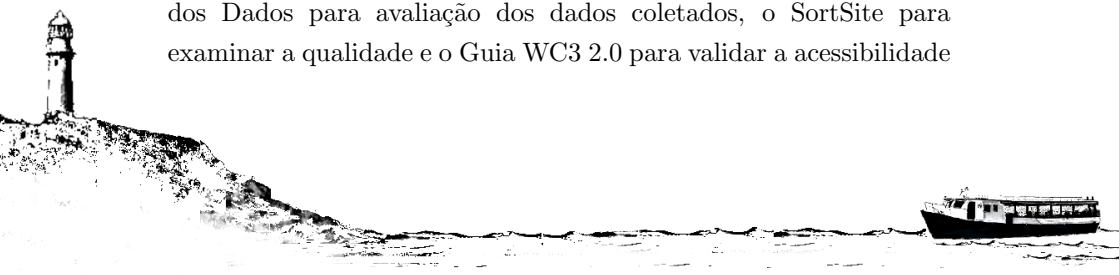 dos Dados para avaliação dos dados coletados, o SortSite para
examinar a qualidade e o Guia WC3 2.0 para validar a acessibilidade